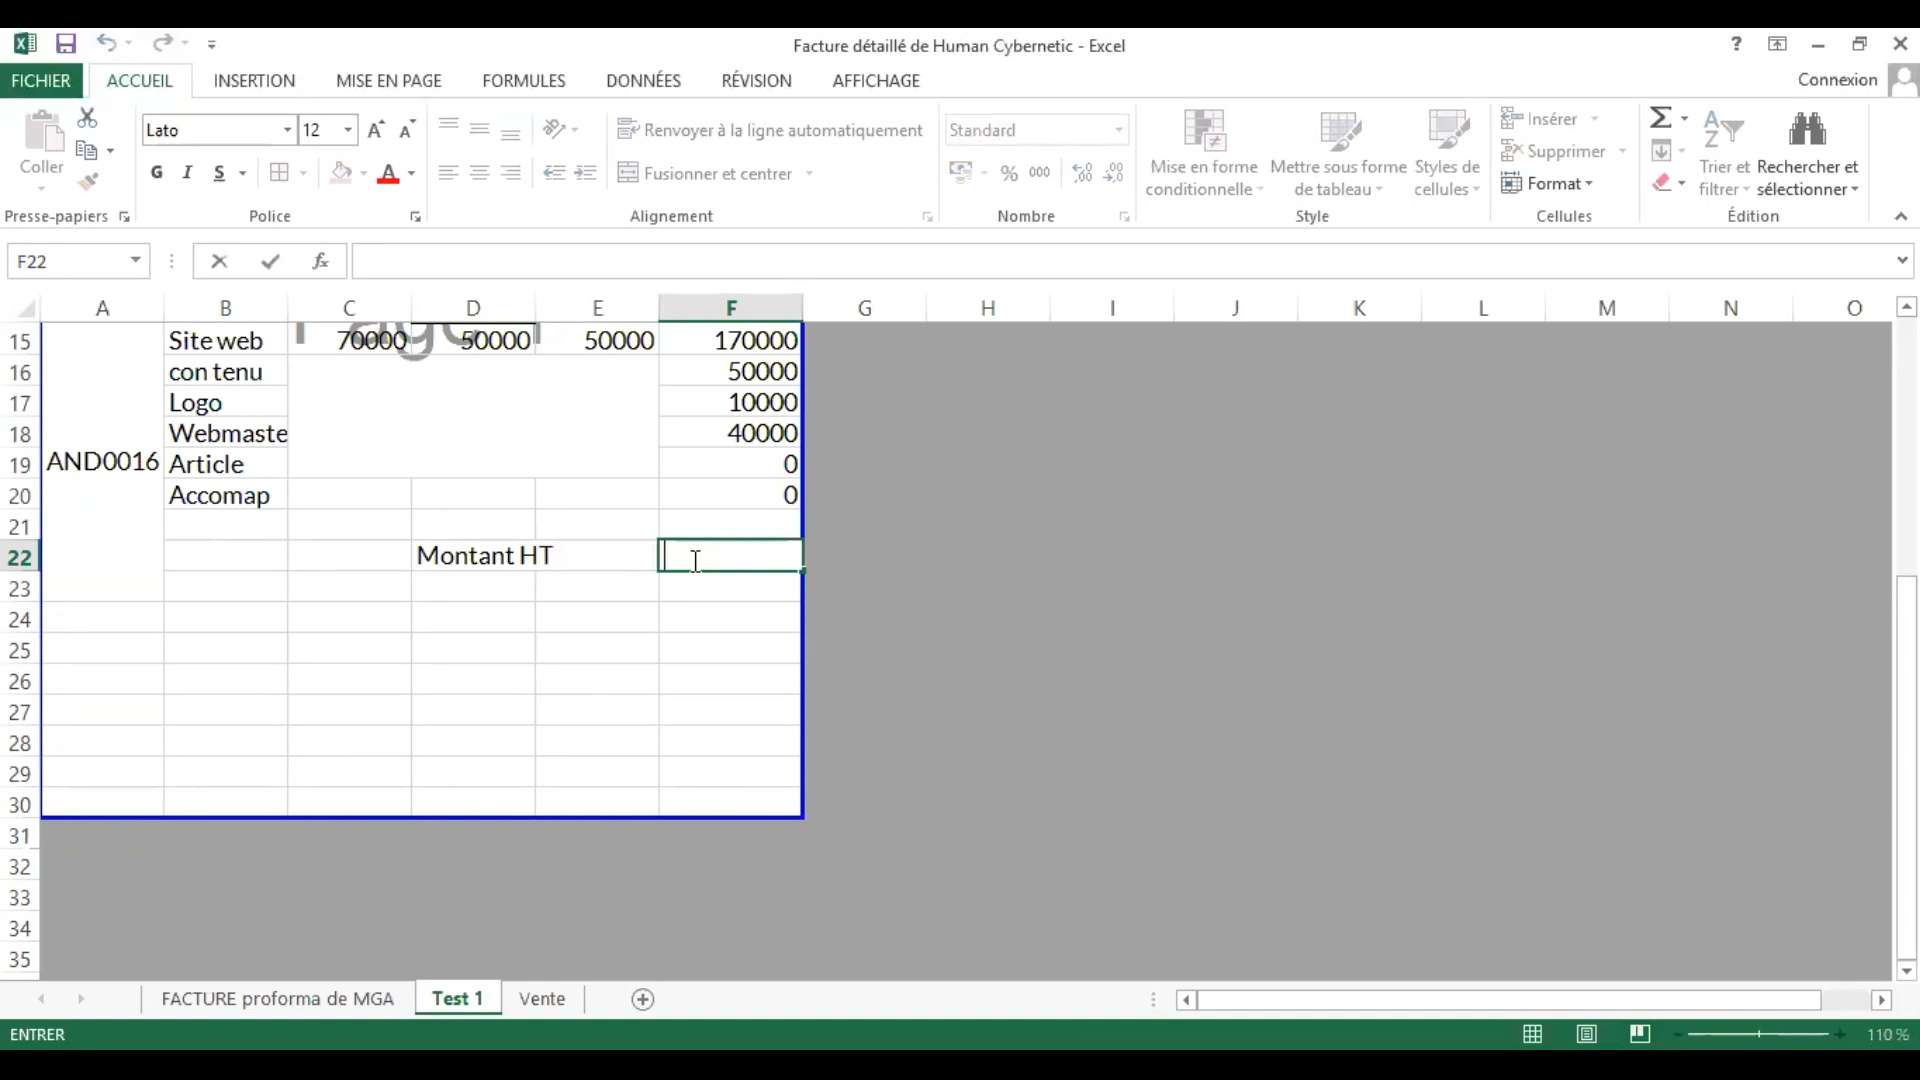 Facture détaillé de Human Cybernetic - Excel
?
FICHIER ACCUEIL INSERTION MISE EN PAGE FORMULES DONNÉES RÉVISION AFFICHAGE Connexion
Lato 12 Renvoyer à la ligne automatiquement Standard Insérer
Coller Mise en forme Mettre sous forme Styles de Supprimer Trier et Rechercher et
G I S A Fusionner et centrer % 000 conditionnelle de tableau cellules Format filtrer sélectionner
Presse-papiers Police Alignement Nombre Style Cellules Édition
F22 fx
A B C D E F G H I J K L M N O
15 Site web 70000 50000 50000 170000
16 con tenu 50000
17 Logo 10000
18 Webmaste 40000
19 AND0016 Article 0
20 Accomap 0
21
22 Montant HT
23
24
25
26
27
28
29
30
31
32
33
34
35
FACTURE proforma de MGA Test 1 Vente
ENTRER 110 %